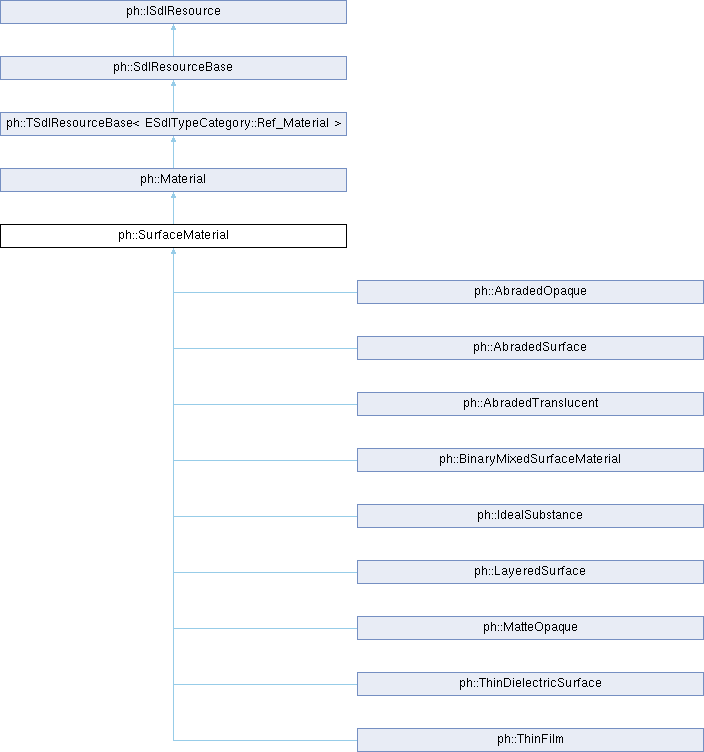 ph::ISdlResource
ph::SdlResourceBase
ph::TSdlResourceBase< ESdlTypeCategory::Ref_Material >
ph::Material
ph::SurfaceMaterial
ph::AbradedOpaque
ph::AbradedSurface
ph::AbradedTranslucent
ph::BinaryMixedSurfaceMaterial
ph::IdealSubstance
ph::LayeredSurface
ph::MatteOpaque
ph::ThinDielectricSurface
ph::ThinFilm